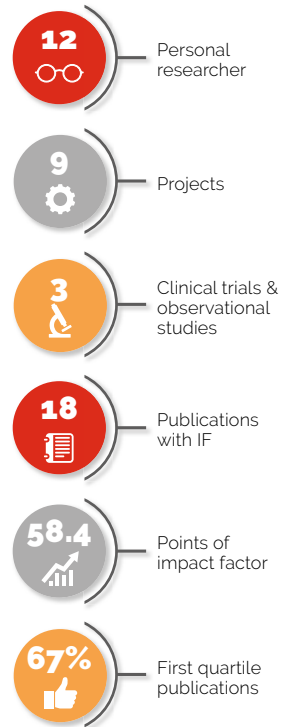 12
Personal
researcher
9
Projects
3
Clinical trials &
observational
studies
18
Publications
with IF
58.4
Points of
impact factor
67%
First quartile
publications